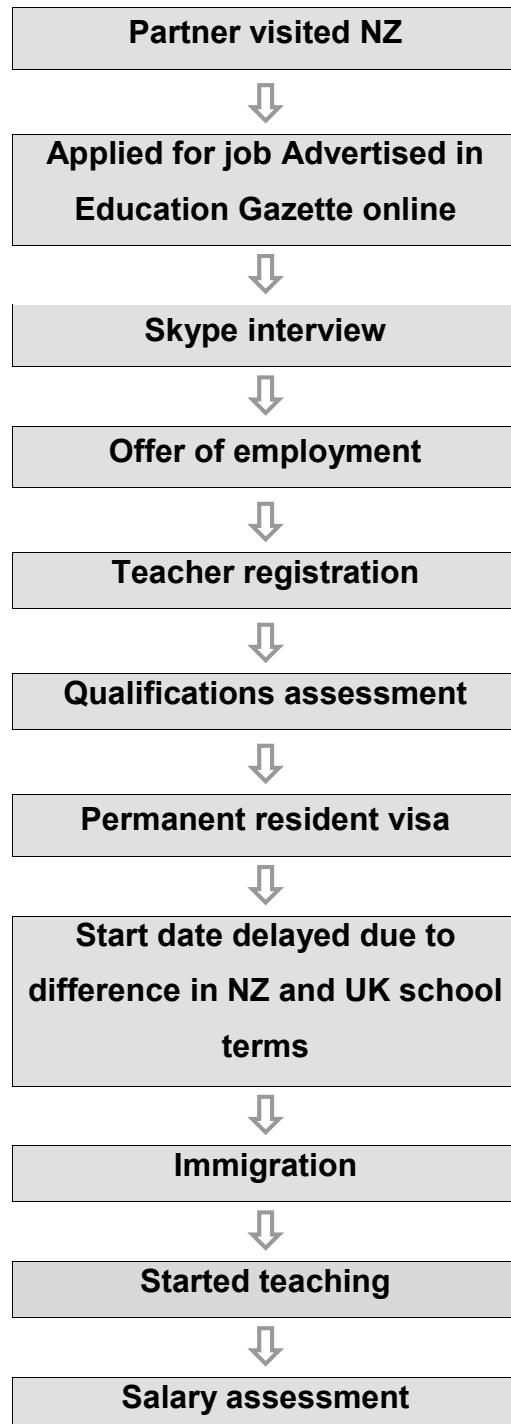 Partner visited NZ
Applied for job Advertised in
Education Gazette online
Skype interview
Offer of employment
Teacher registration
Qualifications assessment
Permanent resident visa
Start date delayed due to
difference in NZ and UK school
terms
Immigration
Started teaching
Salary assessment